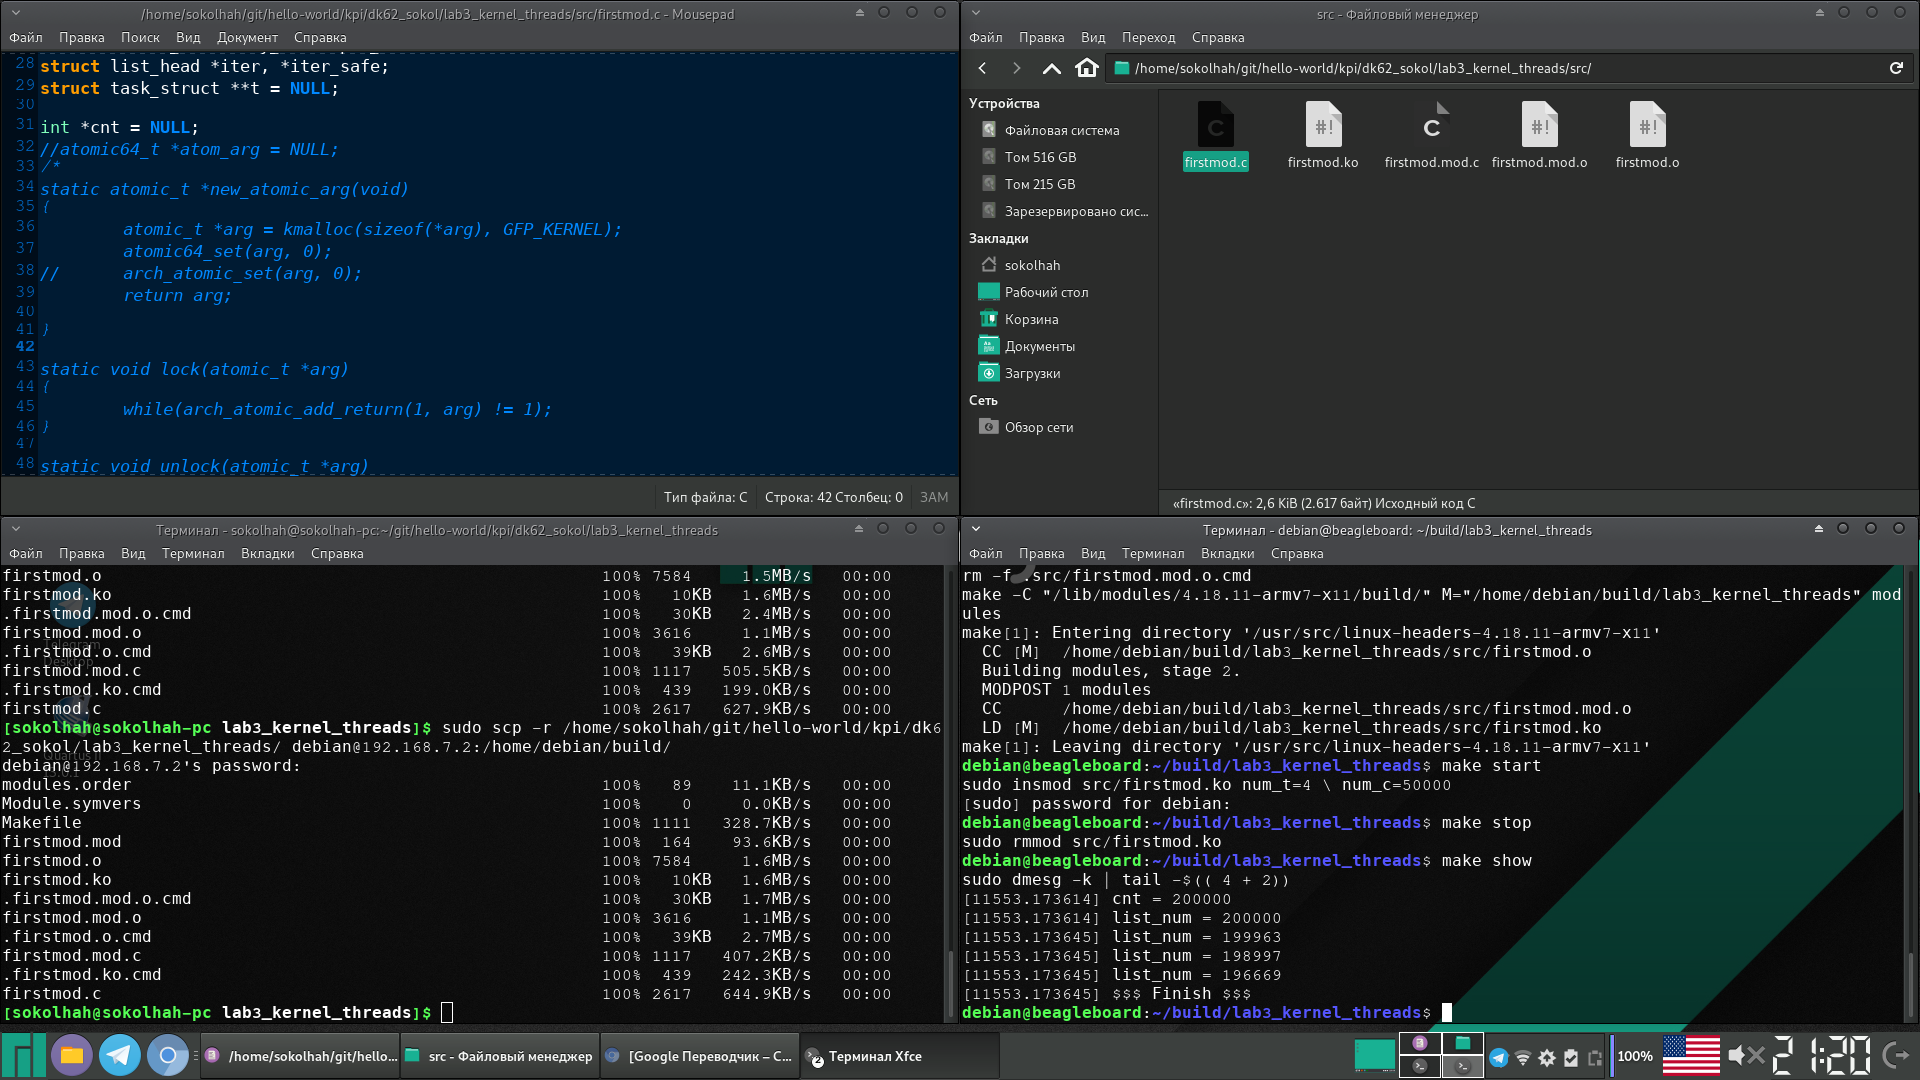 /home/sokolhah/git/hello-world/kpi/dk62_sokol/lab3_kernel_threads/src/firstmod.c - Mousepad
Файл Правка Поиск Вид Документ Справка
28 struct list_head *iter, *iter_safe;
29 struct task_struct **t = NULL;
30
31 int *cnt = NULL;
32 //atomic64_t *atom_arg = NULL;
33 /*
34 static atomic_t *new_atomic_arg(void)
35 {
36 atomic_t *arg = kmalloc(sizeof(*arg), GFP_KERNEL);
37 atomic64_set(arg, 0);
38 // arch_atomic_set(arg, 0);
39 return arg;
40
41 }
42
43 static void lock(atomic_t *arg)
44 {
45 while(arch_atomic_add_return(1, arg) != 1);
46 }
47
48 static void unlock(atomic_t *arg)
Тип файла: C Строка: 42 Столбец: 0 ЗАМ
src - Файловый менеджер
Файл Правка Вид Переход Справка
/home/sokolhah/git/hello-world/kpi/dk62_sokol/lab3_kernel_threads/src/
Устройства
Файловая система
Том 516 GB
Том 215 GB
Зарезервировано сис...
Закладки
sokolhah
Рабочий стол
Корзина
Документы
Загрузки
Сеть
Обзор сети
firstmod.c firstmod.ko firstmod.mod.c firstmod.mod.o firstmod.o
«firstmod.c»: 2,6 KiB (2.617 байт) Исходный код C
Терминал - sokolhah@sokolhah-pc:~/git/hello-world/kpi/dk62_sokol/lab3_kernel_threads
Файл Правка Вид Терминал Вкладки Справка
firstmod.o 100% 7584 1.5MB/s 00:00
firstmod.ko 100% 10KB 1.6MB/s 00:00
.firstmod.mod.o.cmd 100% 30KB 2.4MB/s 00:00
firstmod.mod.o 100% 3616 1.1MB/s 00:00
.firstmod.o.cmd 100% 39KB 2.6MB/s 00:00
firstmod.mod.c 100% 1117 505.5KB/s 00:00
.firstmod.ko.cmd 100% 439 199.0KB/s 00:00
firstmod.c 100% 2617 627.9KB/s 00:00
[sokolhah@sokolhah-pc lab3_kernel_threads]$ sudo scp -r /home/sokolhah/git/hello-world/kpi/dk6
2_sokol/lab3_kernel_threads/ debian@192.168.7.2:/home/debian/build/
debian@192.168.7.2's password:
modules.order 100% 89 11.1KB/s 00:00
Module.symvers 100% 0 0.0KB/s 00:00
Makefile 100% 1111 328.7KB/s 00:00
firstmod.mod 100% 164 93.6KB/s 00:00
firstmod.o 100% 7584 1.6MB/s 00:00
firstmod.ko 100% 10KB 1.6MB/s 00:00
.firstmod.mod.o.cmd 100% 30KB 1.7MB/s 00:00
firstmod.mod.o 100% 3616 1.1MB/s 00:00
.firstmod.o.cmd 100% 39KB 2.7MB/s 00:00
firstmod.mod.c 100% 1117 407.2KB/s 00:00
.firstmod.ko.cmd 100% 439 242.3KB/s 00:00
firstmod.c 100% 2617 644.9KB/s 00:00
[sokolhah@sokolhah-pc lab3_kernel_threads]$
Telegram
Desktop
Терминал - debian@beagleboard: ~/build/lab3_kernel_threads
Файл Правка Вид Терминал Вкладки Справка
rm -f ./src/firstmod.mod.o.cmd
make -C "/lib/modules/4.18.11-armv7-x11/build/" M="/home/debian/build/lab3_kernel_threads" mod
ules
make[1]: Entering directory '/usr/src/linux-headers-4.18.11-armv7-x11'
CC [M] /home/debian/build/lab3_kernel_threads/src/firstmod.o
Building modules, stage 2.
MODPOST 1 modules
CC /home/debian/build/lab3_kernel_threads/src/firstmod.mod.o
LD [M] /home/debian/build/lab3_kernel_threads/src/firstmod.ko
make[1]: Leaving directory '/usr/src/linux-headers-4.18.11-armv7-x11'
debian@beagleboard:~/build/lab3_kernel_threads$ make start
sudo insmod src/firstmod.ko num_t=4 \ num_c=50000
[sudo] password for debian:
debian@beagleboard:~/build/lab3_kernel_threads$ make stop
sudo rmmod src/firstmod.ko
debian@beagleboard:~/build/lab3_kernel_threads$ make show
sudo dmesg -k | tail -$(( 4 + 2))
[11553.173614] cnt = 200000
[11553.173614] list_num = 200000
[11553.173645] list_num = 199963
[11553.173645] list_num = 198997
[11553.173645] list_num = 196669
[11553.173645] $$$ Finish $$$
debian@beagleboard:~/build/lab3_kernel_threads$
/home/sokolhah/git/hello... src - Файловый менеджер [Google Переводчик – С... 2 Терминал Xfce 100% 21:20